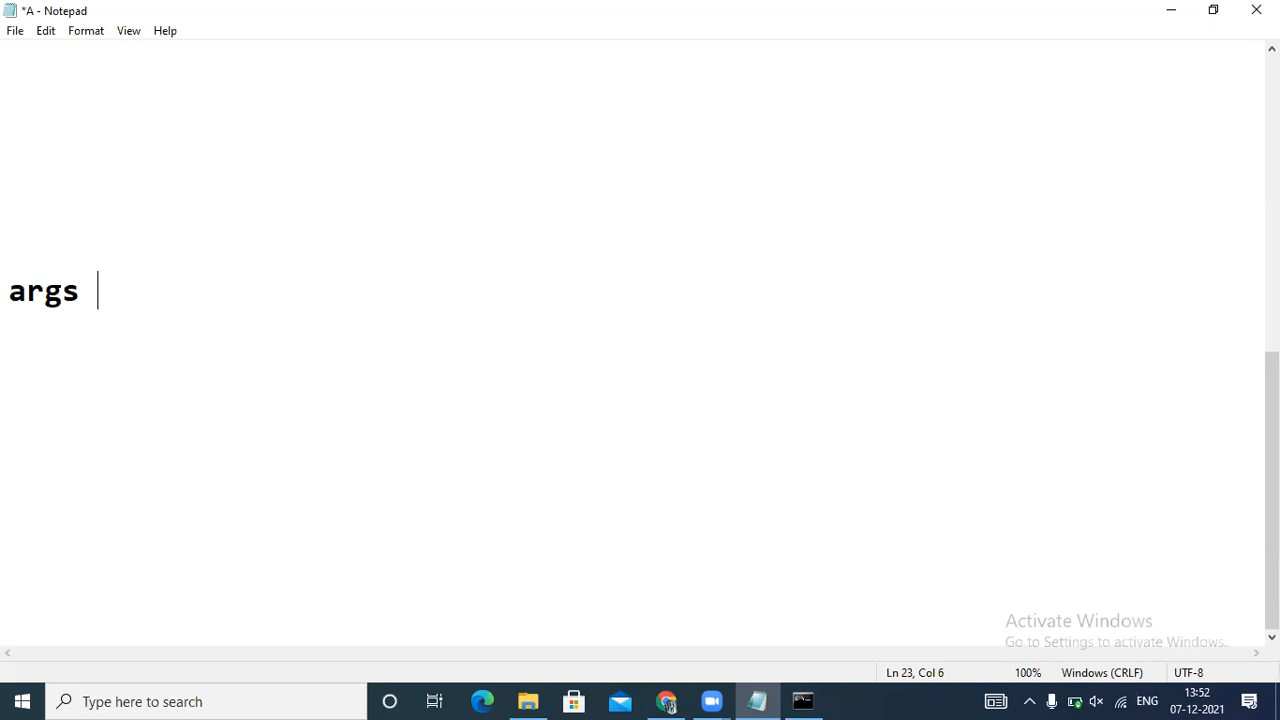 *A - Notepad
File Edit Format View Help
args
Activate Windows
Go to Settings to activate Windows.
Ln 23, Col 6 100% Windows (CRLF) UTF-8
Type here to search
ENG
13:52
07-12-2021